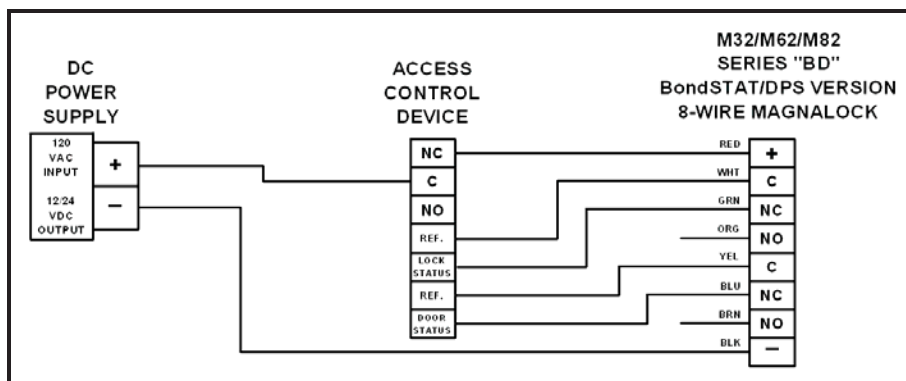 DC
POWER
SUPPLY
120
VAC
INPUT
12/24
VDC
OUTPUT
+
−
ACCESS
CONTROL
DEVICE
NC
C
NO
REF.
LOCK
STATUS
REF.
DOOR
STATUS
M32/M62/M82
SERIES "BD"
BondSTAT/DPS VERSION
8-WIRE MAGNALOCK
RED +
WHT C
GRN NC
ORG NO
YEL C
BLU NC
BRN NO
BLK −